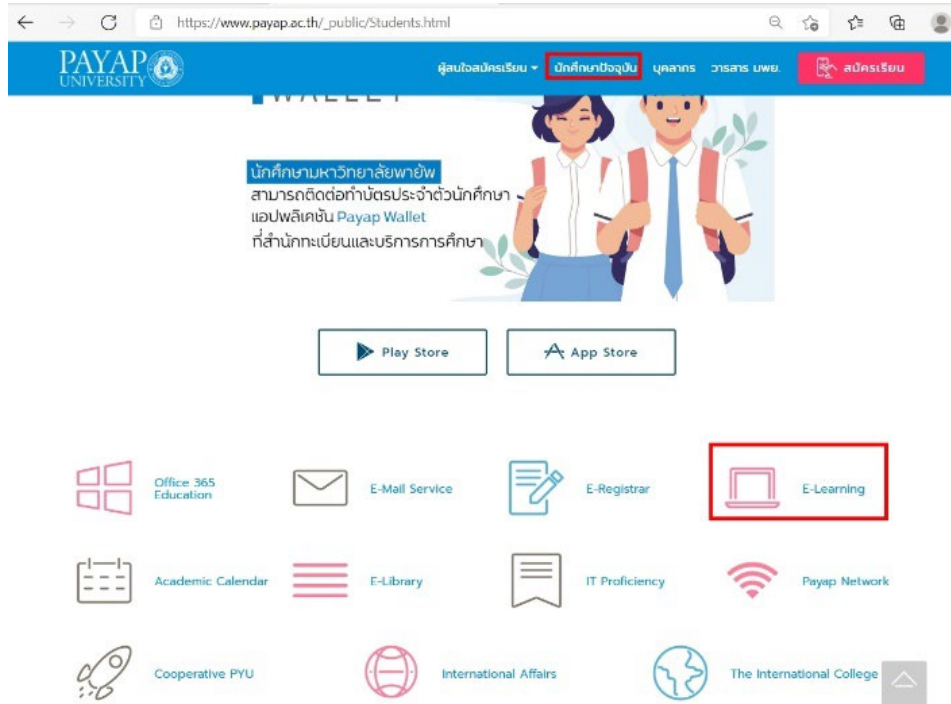 https://www.payap.ac.th/_public/Students.html
PAYAP
UNIVERSITY
ผู้สนใจสมัครเรียน
นักศึกษาปัจจุบัน
บุคลากร
วารสาร มพย.
สมัครเรียน
WALLET
นักศึกษามหาวิทยาลัยพายัพ
สามารถติดต่อทำบัตรประจำตัวนักศึกษา
แอปพลิเคชัน Payap Wallet
ที่สำนักทะเบียนและบริการการศึกษา
Play Store
App Store
Office 365
Education
E-Mail Service
E-Registrar
E-Learning
Academic Calendar
E-Library
IT Proficiency
Payap Network
Cooperative PYU
International Affairs
The International College